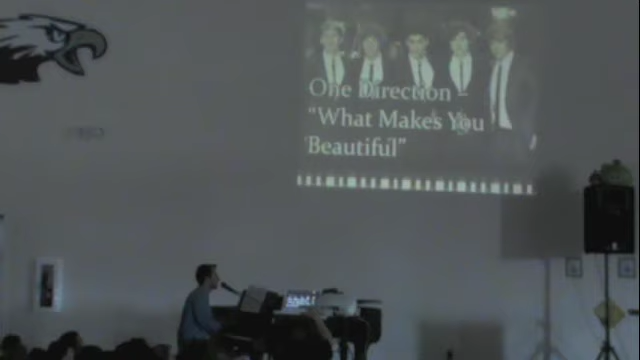 One Direction –
“What Makes You
Beautiful”